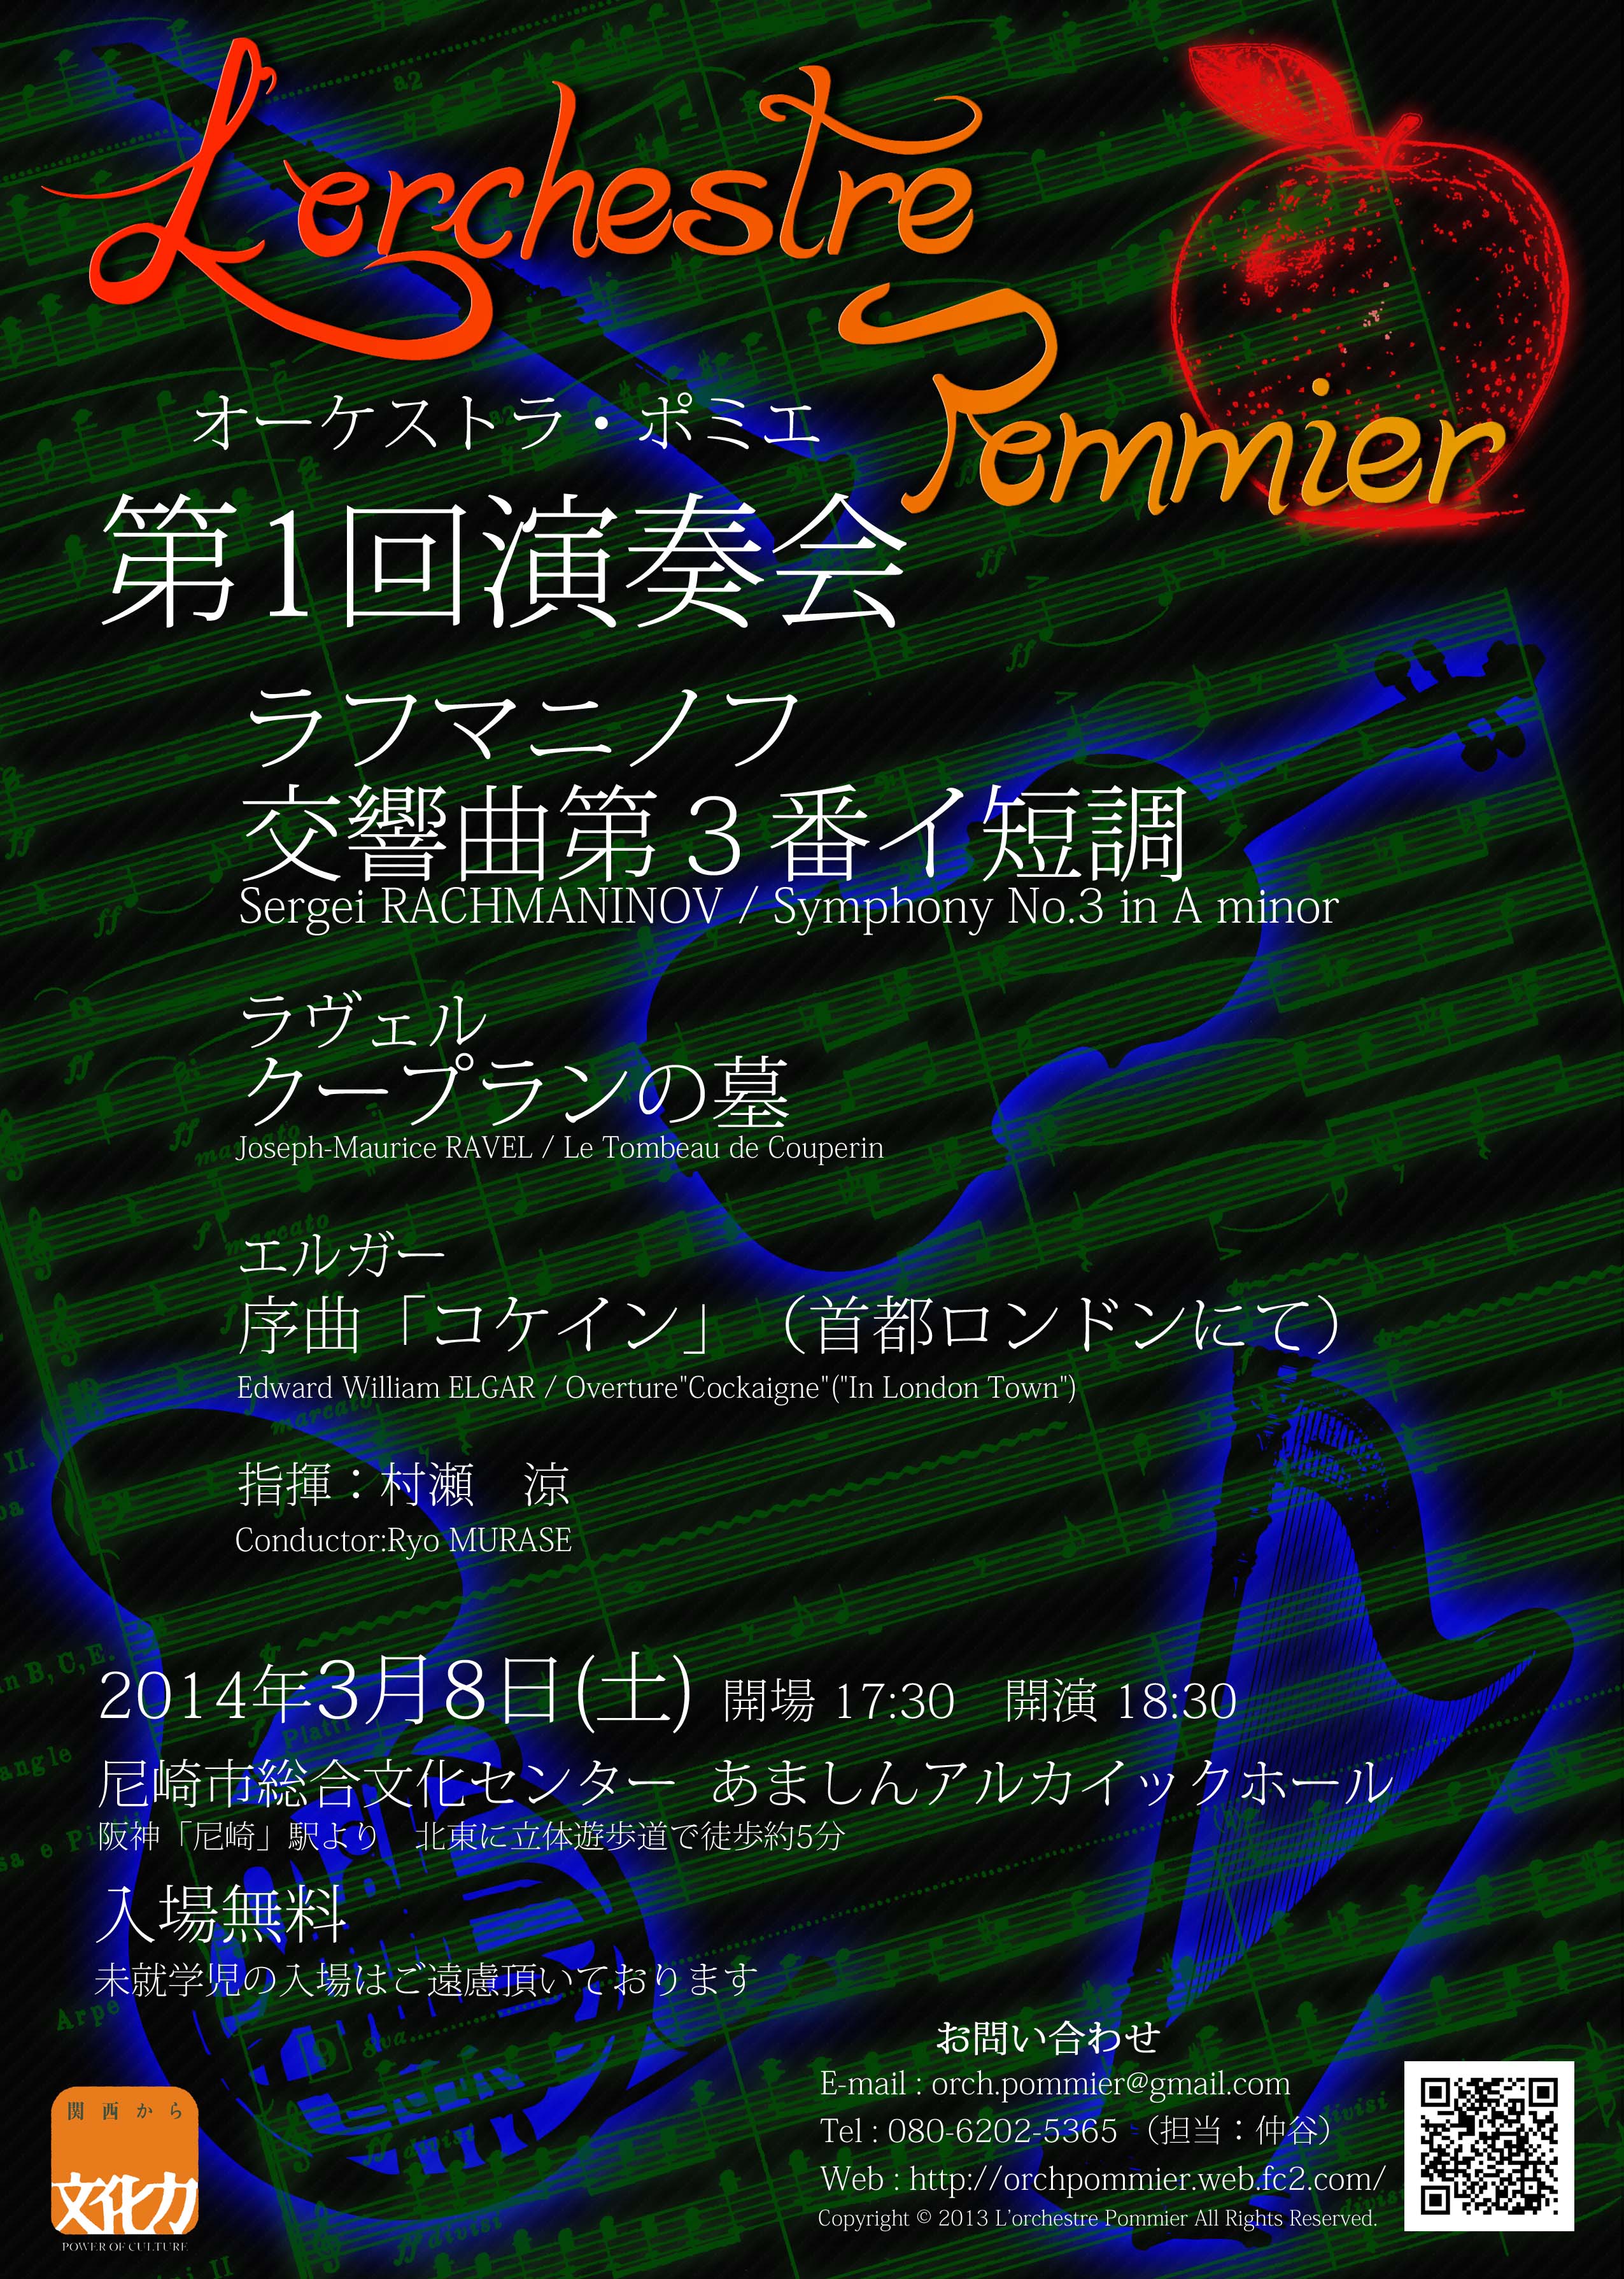 L'orchestre
Pommier
オーケストラ・ポミエ
第1回演奏会
ラフマニノフ
交響曲第３番イ短調
Sergei RACHMANINOV / Symphony No.3 in A minor
ラヴェル
クープランの墓
Joseph-Maurice RAVEL / Le Tombeau de Couperin
エルガー
序曲「コケイン」（首都ロンドンにて）
Edward William ELGAR / Overture"Cockaigne"("In London Town")
指揮：村瀬　涼
Conductor:Ryo MURASE
2014年3月8日(土) 開場 17:30　開演 18:30
尼崎市総合文化センター あましんアルカイックホール
阪神「尼崎」駅より　北東に立体遊歩道で徒歩約5分
入場無料
未就学児の入場はご遠慮頂いております
お問い合わせ
E-mail : orch.pommier@gmail.com
Tel : 080-6202-5365 （担当：仲谷）
Web : http://orchpommier.web.fc2.com/
Copyright © 2013 L'orchestre Pommier All Rights Reserved.
関西から
文化力
POWER OF CULTURE